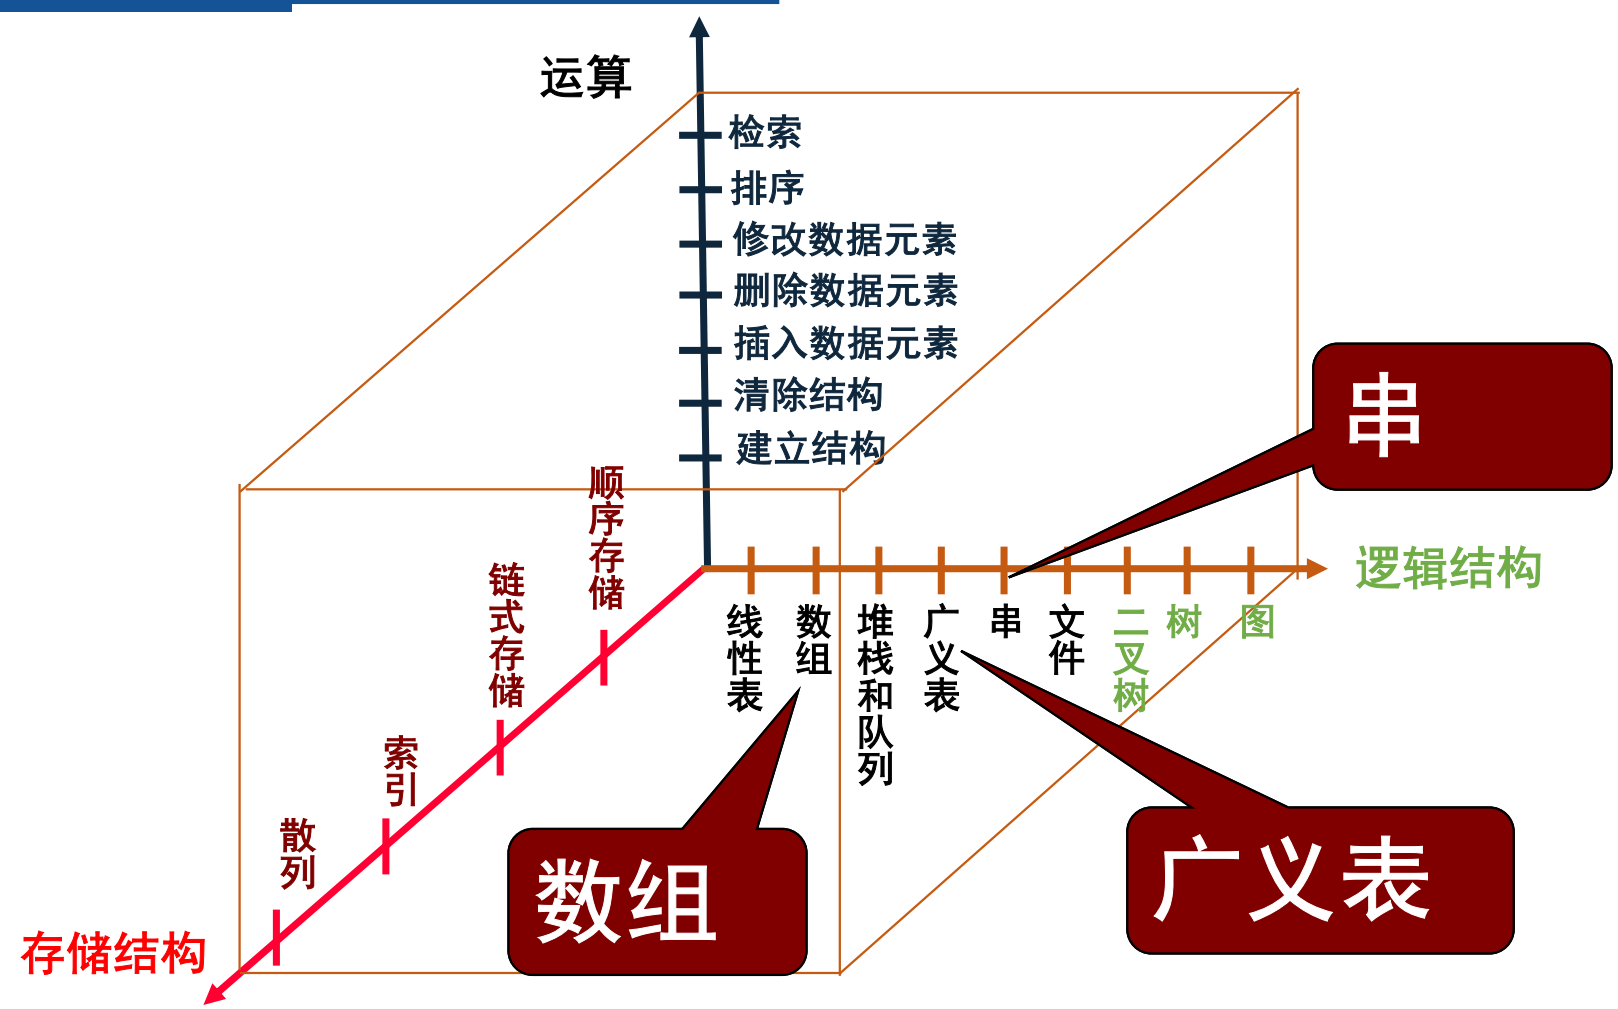 运算
检索
排序
修改数据元素
删除数据元素
插入数据元素
清除结构
建立结构
顺序存储
链式存储
索引
散列
存储结构
逻辑结构
线性表
数组
堆栈和队列
广义表
串
文件
二叉树
树
图
串
数组
广义表